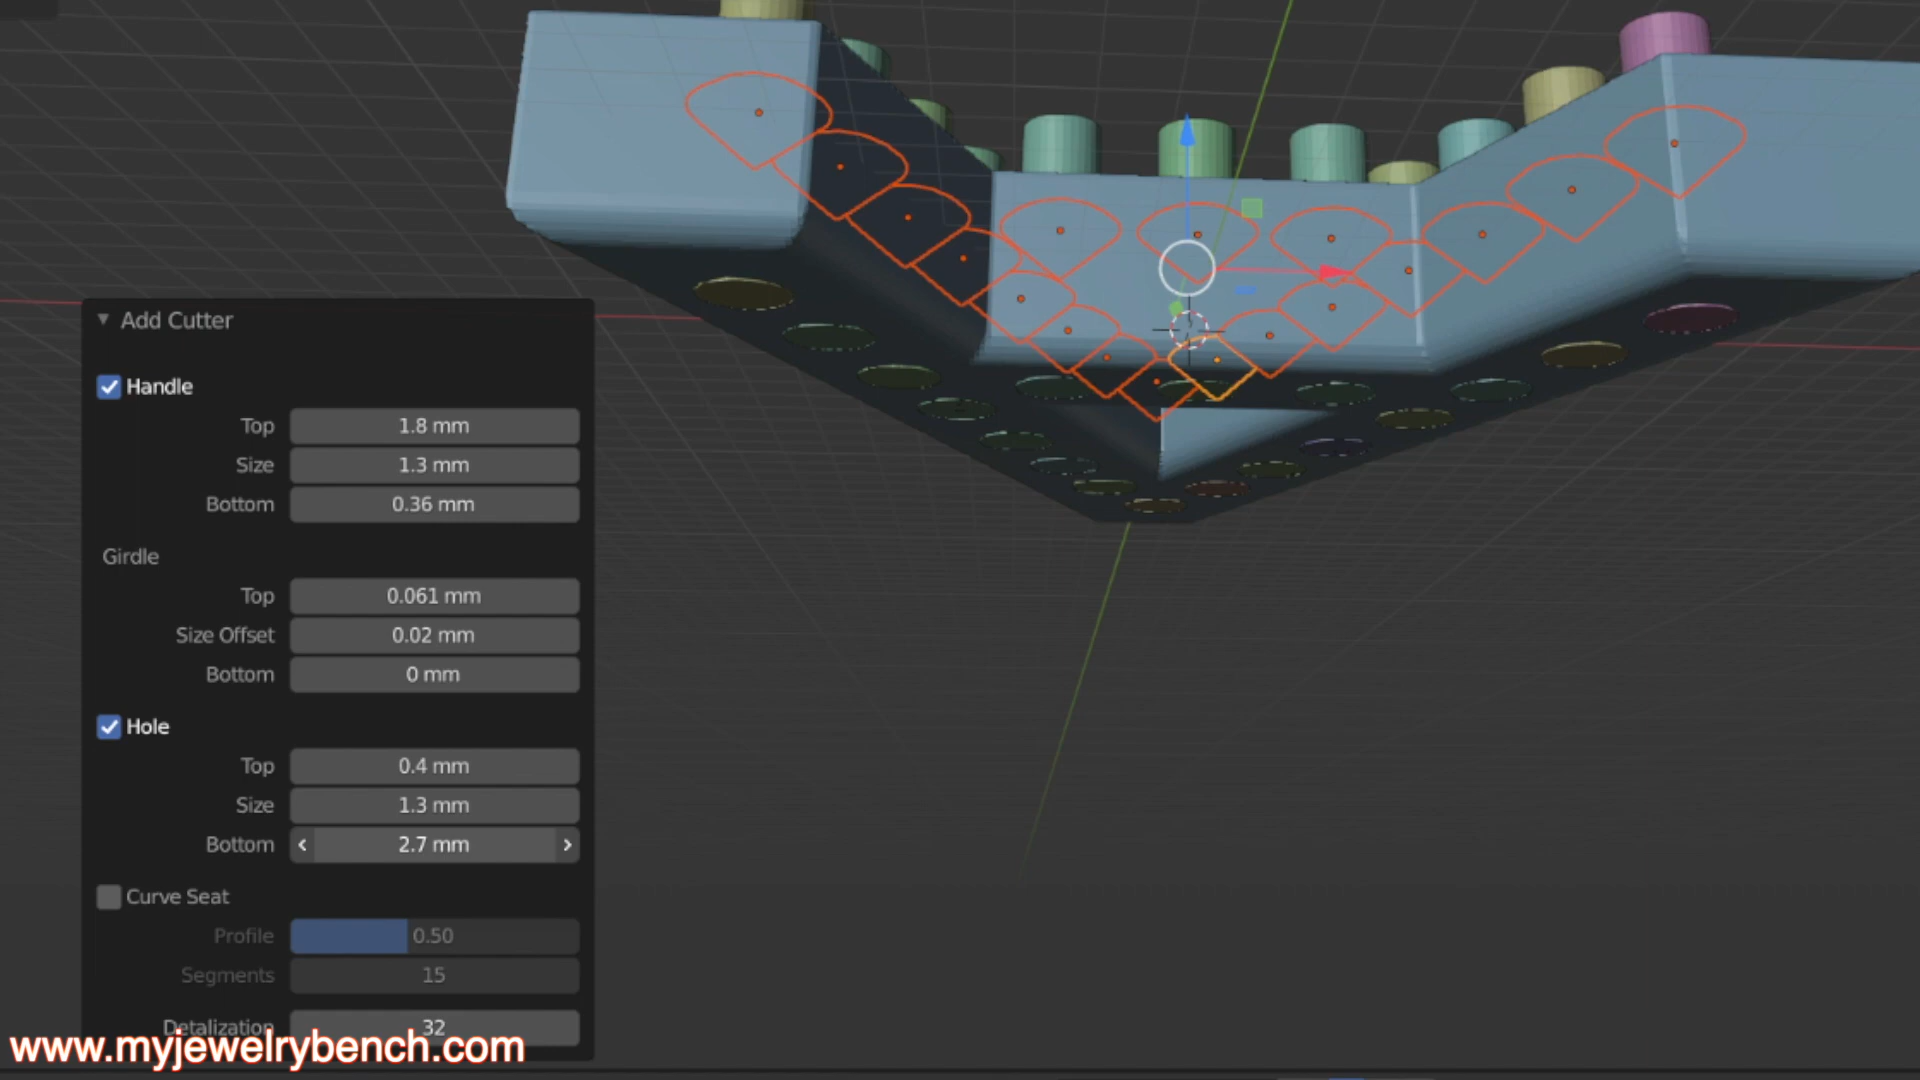 Add Cutter
Handle
Top 1.8 mm
Size 1.3 mm
Bottom 0.36 mm
Girdle
Top 0.061 mm
Size Offset 0.02 mm
Bottom 0 mm
Hole
Top 0.4 mm
Size 1.3 mm
Bottom 2.7 mm
Curve Seat
Profile 0.50
Segments 15
Detalization 32
www.myjewelrybench.com